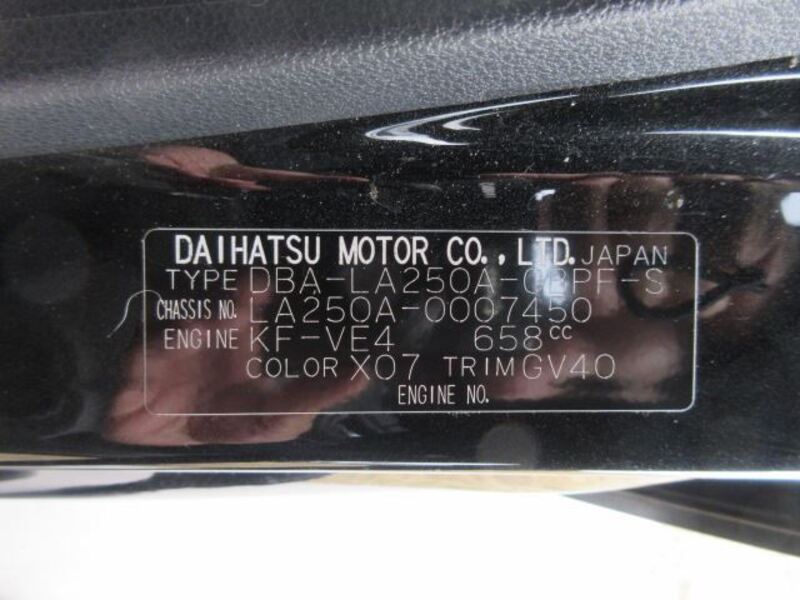 DAIHATSU MOTOR CO.,LTD. JAPAN
TYPE DBA-LA250A-GBPF-S
CHASSIS NO. LA250A-0007450
ENGINE KF-VE4 658cc
COLOR X07 TRIM GV40
ENGINE NO.